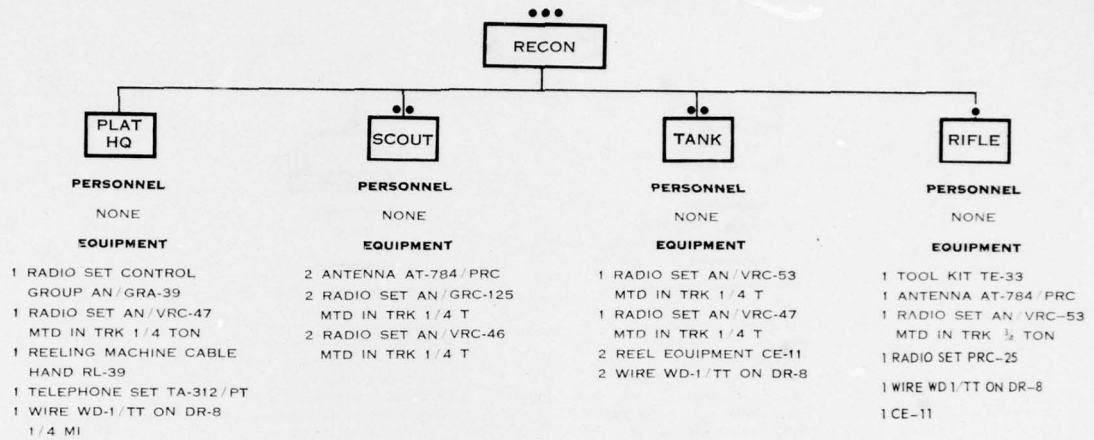 RECON
PLAT
HQ
PERSONNEL
NONE
EQUIPMENT
1 RADIO SET CONTROL
GROUP AN/GRA-39
1 RADIO SET AN/VRC-47
MTD IN TRK 1/4 TON
1 REELING MACHINE CABLE
HAND RL-39
1 TELEPHONE SET TA-312/PT
1 WIRE WD-1/TT ON DR-8
1/4 MI
SCOUT
PERSONNEL
NONE
EQUIPMENT
2 ANTENNA AT-784/PRC
2 RADIO SET AN/GRC-125
MTD IN TRK 1/4 T
2 RADIO SET AN/VRC-46
MTD IN TRK 1/4 T
TANK
PERSONNEL
NONE
EQUIPMENT
1 RADIO SET AN/VRC-53
MTD IN TRK 1/4 T
1 RADIO SET AN/VRC-47
MTD IN TRK 1/4 T
2 REEL EQUIPMENT CE-11
2 WIRE WD-1/TT ON DR-8
RIFLE
PERSONNEL
NONE
EQUIPMENT
1 TOOL KIT TE-33
1 ANTENNA AT-784/PRC
1 RADIO SET AN/VRC-53
MTD IN TRK TON
1 RADIO SET PRC-25
1 WIRE WD 1/TT ON DR-8
1 CE-11